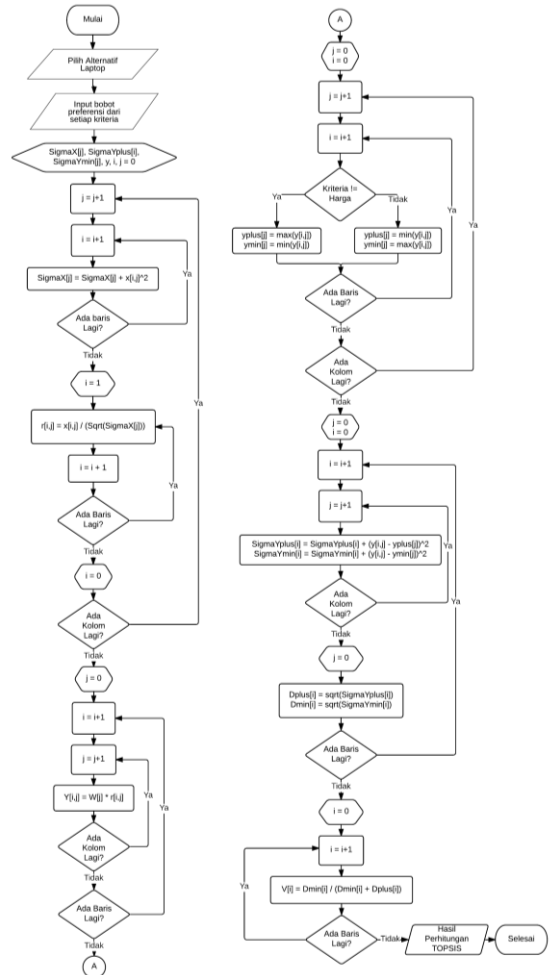 Mulai
Pilih Alternatif
Laptop
Input bobot
preferensi dari
setiap kriteria
SigmaX[j], SigmaYplus[i],
SigmaYmin[j], y, i, j = 0
j = j+1
i = i+1
SigmaX[j] = SigmaX[j] + x[i,j]^2
Ya
Ada baris
Lagi?
Tidak
i = 1
Ya
r[i,j] = x[i,j] / (Sqrt(SigmaX[j]))
i = i + 1
Ya
Ada Baris
Lagi?
Tidak
i = 0
Ada
Kolom
Lagi?
Tidak
j = 0
i = i+1
j = j+1
Y[i,j] = W[j] * r[i,j]
Ya
Ya
Ada
Kolom
Lagi?
Tidak
Ada Baris
Lagi?
Tidak
A
A
j = 0
i = 0
j = j+1
i = i+1
Kriteria !=
Harga
Ya
Tidak
Ya
Ya
yplus[j] = max(y[i,j])
ymin[j] = min(y[i,j])
yplus[j] = min(y[i,j])
ymin[j] = max(y[i,j])
Ada Baris
Lagi?
Tidak
Ada
Kolom
Lagi?
Tidak
j = 0
i = 0
i = i+1
j = j+1
SigmaYplus[i] = SigmaYplus[i] + (y[i,j] - yplus[j])^2
SigmaYmin[i] = SigmaYmin[i] + (y[i,j] - ymin[j])^2
Ya
Ya
Ada
Kolom
Lagi?
Tidak
j = 0
Dplus[i] = sqrt(SigmaYplus[i])
Dmin[i] = sqrt(SigmaYmin[i])
Ada Baris
Lagi?
Tidak
i = 0
i = i+1
Ya
V[i] = Dmin[i] / (Dmin[i] + Dplus[i])
Ada Baris
Lagi?
Tidak
Hasil
Perhitungan
TOPSIS
Selesai